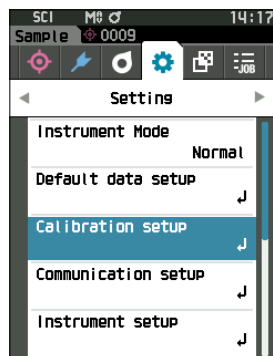 SCI M0 14:17
Sample 0009
JOB
Setting
Instrument Mode
Normal
Default data setup
Calibration setup
Communication setup
Instrument setup